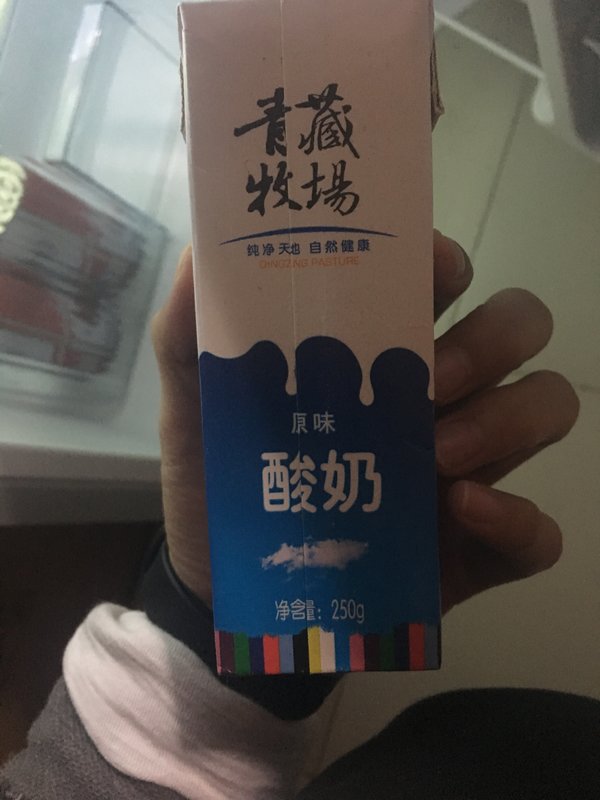 青藏
牧場
纯净天地 自然健康
QINGZANG PASTURE
原味
酸奶
净含量：250g